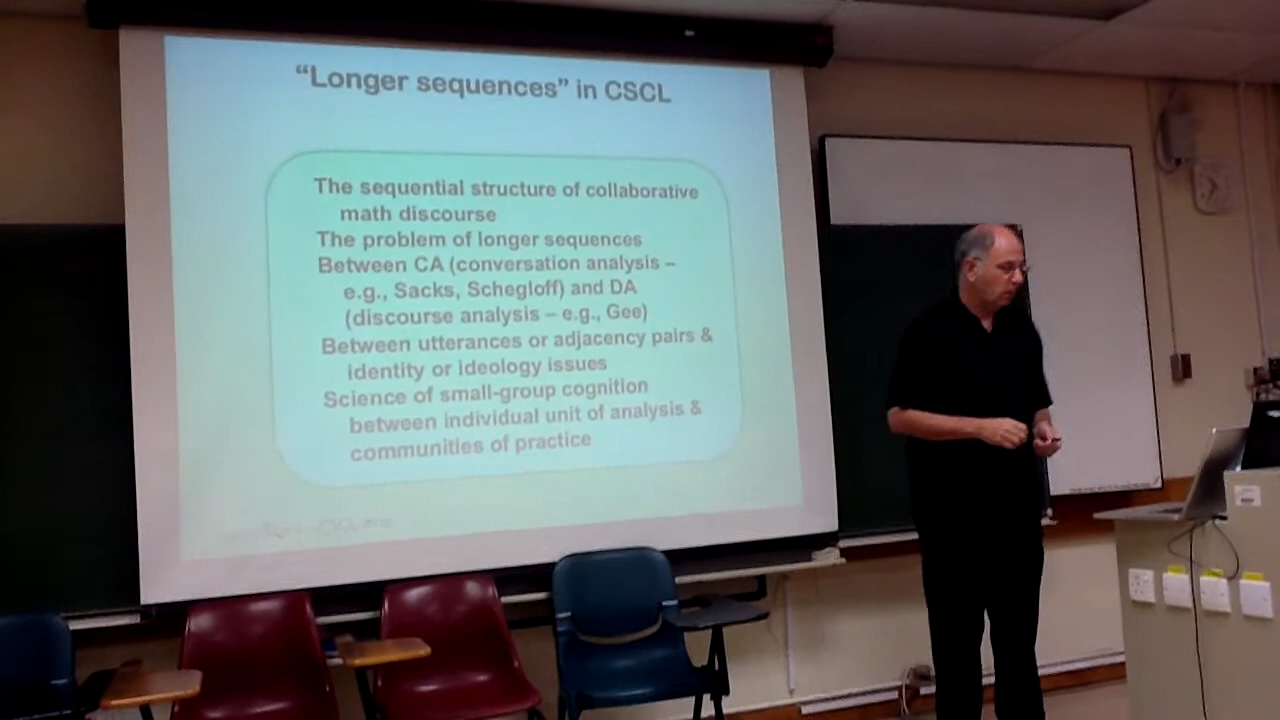 “Longer sequences” in CSCL
The sequential structure of collaborative
math discourse
The problem of longer sequences
Between CA (conversation analysis –
e.g., Sacks, Schegloff) and DA
(discourse analysis – e.g., Gee)
Between utterances or adjacency pairs &
identity or ideology issues
Science of small-group cognition
between individual unit of analysis &
communities of practice